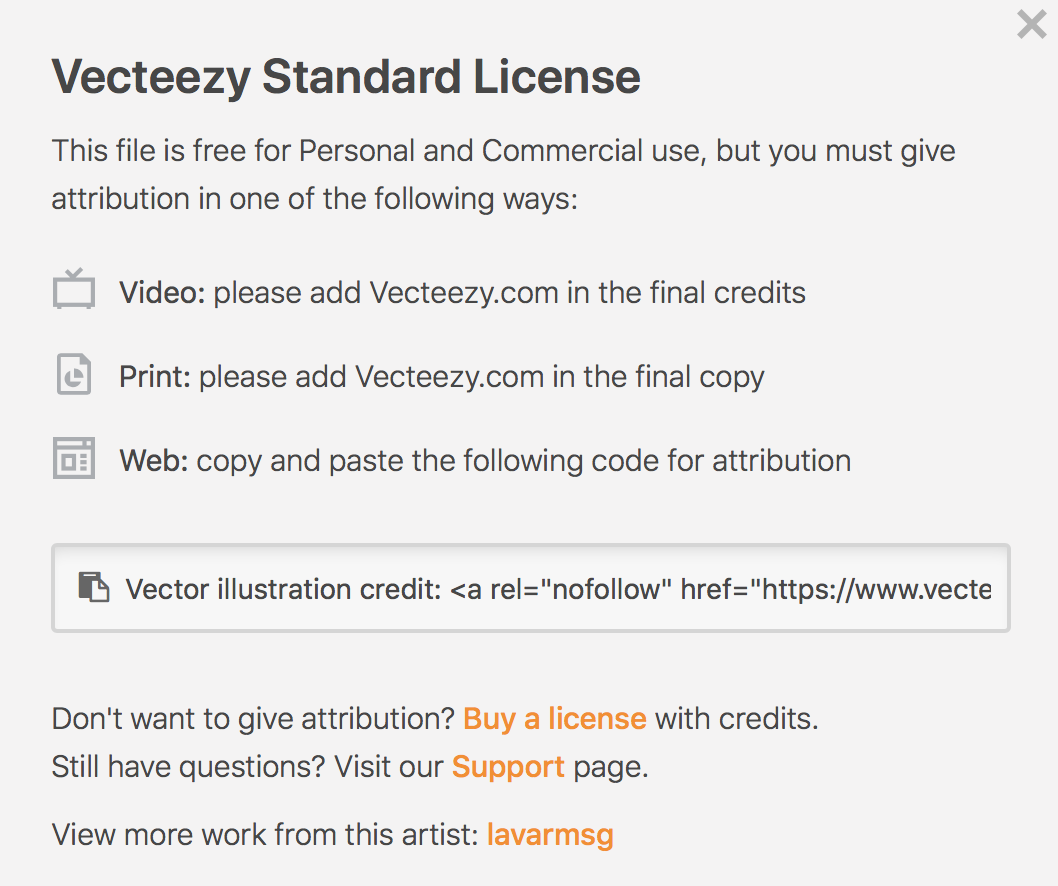 Vecteezy Standard License
This file is free for Personal and Commercial use, but you must give
attribution in one of the following ways:
Video: please add Vecteezy.com in the final credits
Print: please add Vecteezy.com in the final copy
Web: copy and paste the following code for attribution
Vector illustration credit: <a rel="nofollow" href="https://www.vecte
Don't want to give attribution? Buy a license with credits.
Still have questions? Visit our Support page.
View more work from this artist: lavarmsg